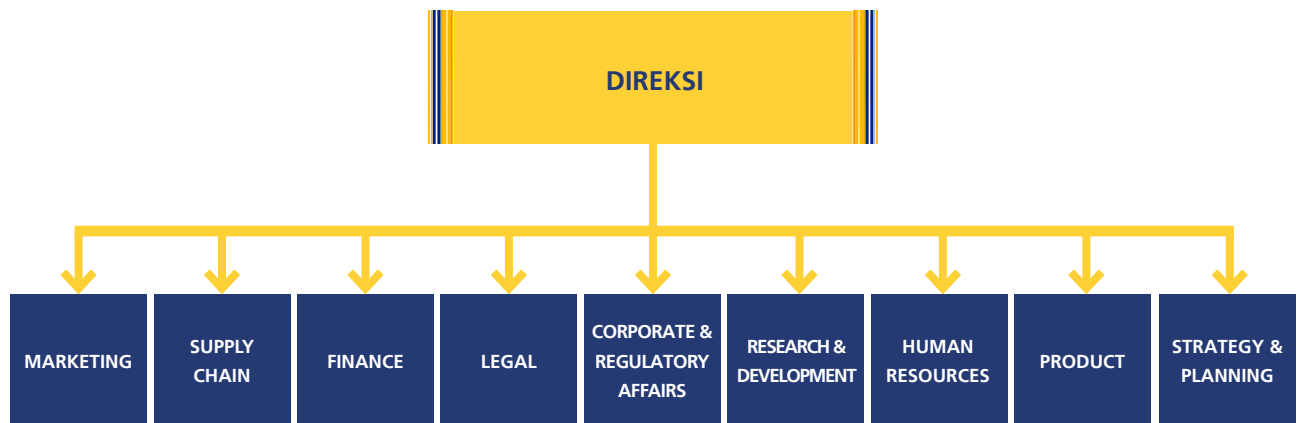 DIREKSI
MARKETING
SUPPLY
CHAIN
FINANCE
LEGAL
CORPORATE &
REGULATORY
AFFAIRS
RESEARCH &
DEVELOPMENT
HUMAN
RESOURCES
PRODUCT
STRATEGY &
PLANNING